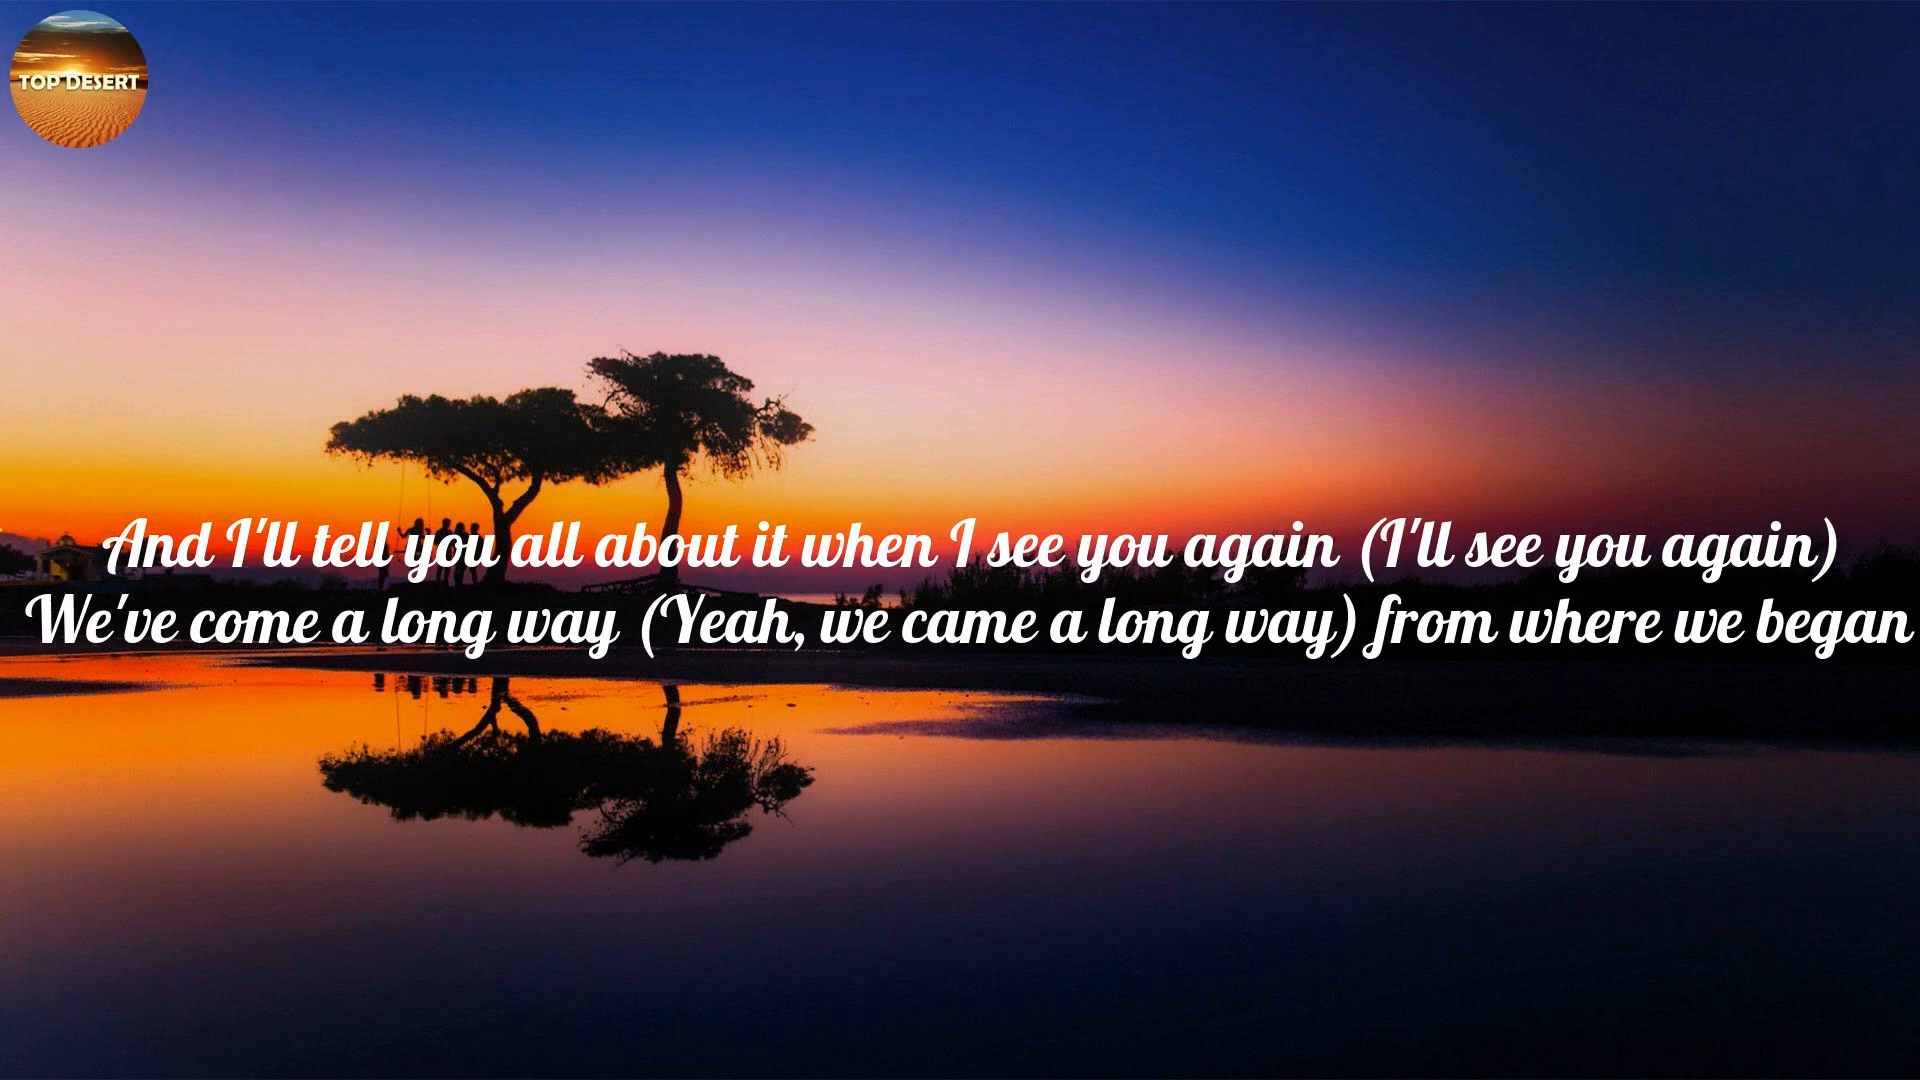 TOP DESERT
And I'll tell you all about it when I see you again (I'll see you again)
We've come a long way (Yeah, we came a long way) from where we began